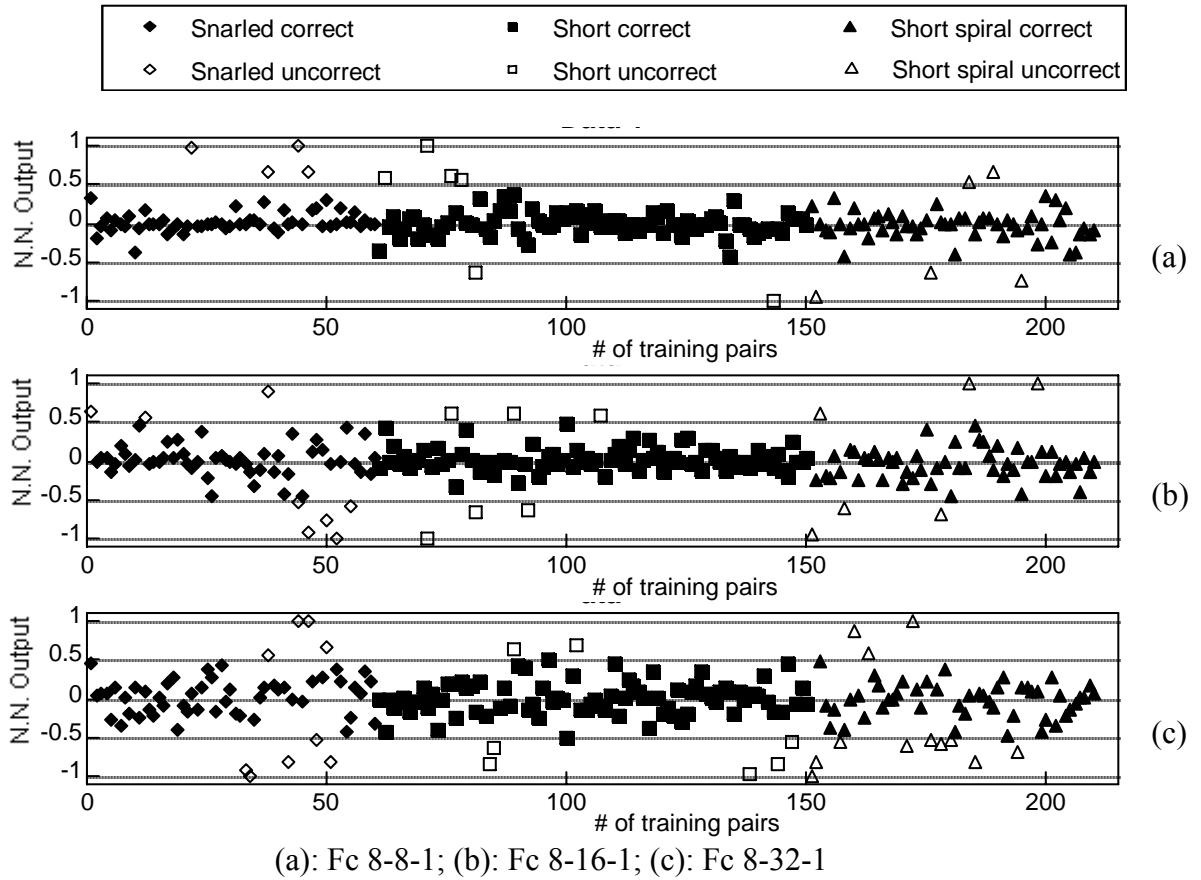 Snarled correct Short correct Short spiral correct
Snarled uncorrect Short uncorrect Short spiral uncorrect
N.N. Output
1
0.5
0
-0.5
-1
0 50 100 150 200
# of training pairs
(a)
N.N. Output
1
0.5
0
-0.5
-1
0 50 100 150 200
# of training pairs
(b)
N.N. Output
1
0.5
0
-0.5
-1
0 50 100 150 200
# of training pairs
(c)
(a): Fc 8-8-1; (b): Fc 8-16-1; (c): Fc 8-32-1